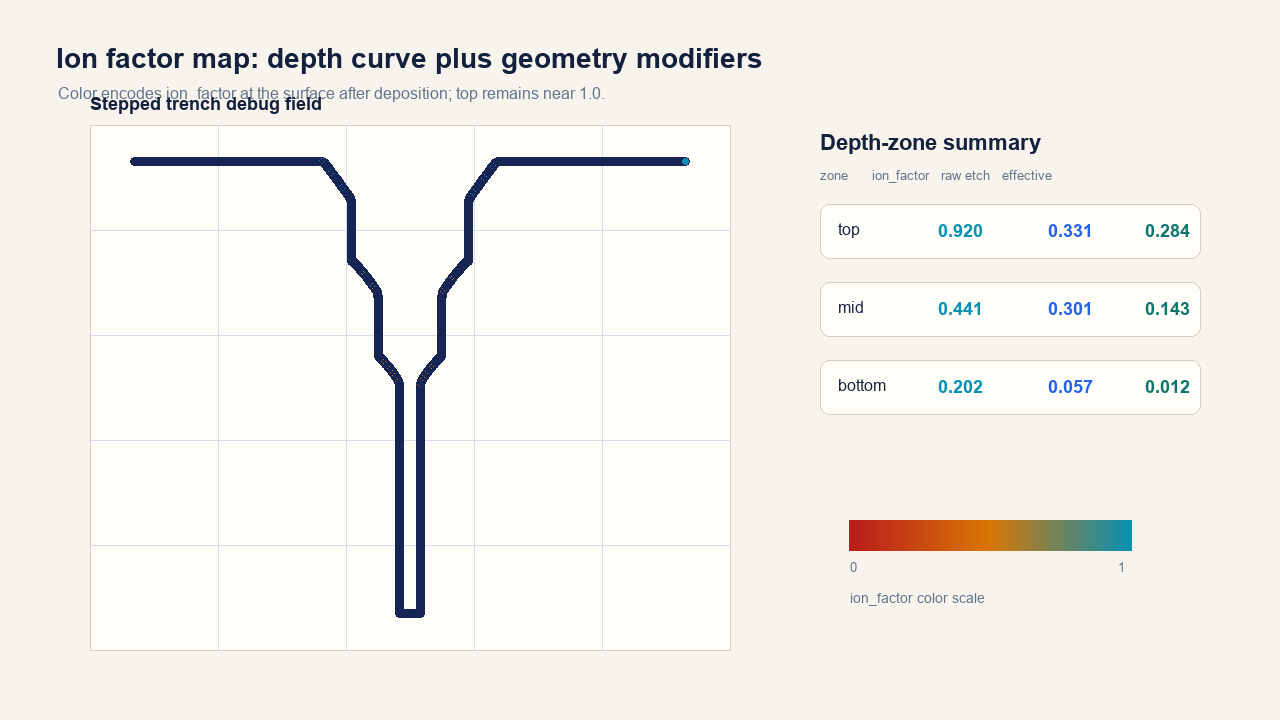 Ion factor map: depth curve plus geometry modifiers
Color encodes ion_factor at the surface after deposition; top remains near 1.0.
Stepped trench debug field
Depth-zone summary
zone ion_factor raw etch effective
top 0.920 0.331 0.284
mid 0.441 0.301 0.143
bottom 0.202 0.057 0.012
0 1
ion_factor color scale